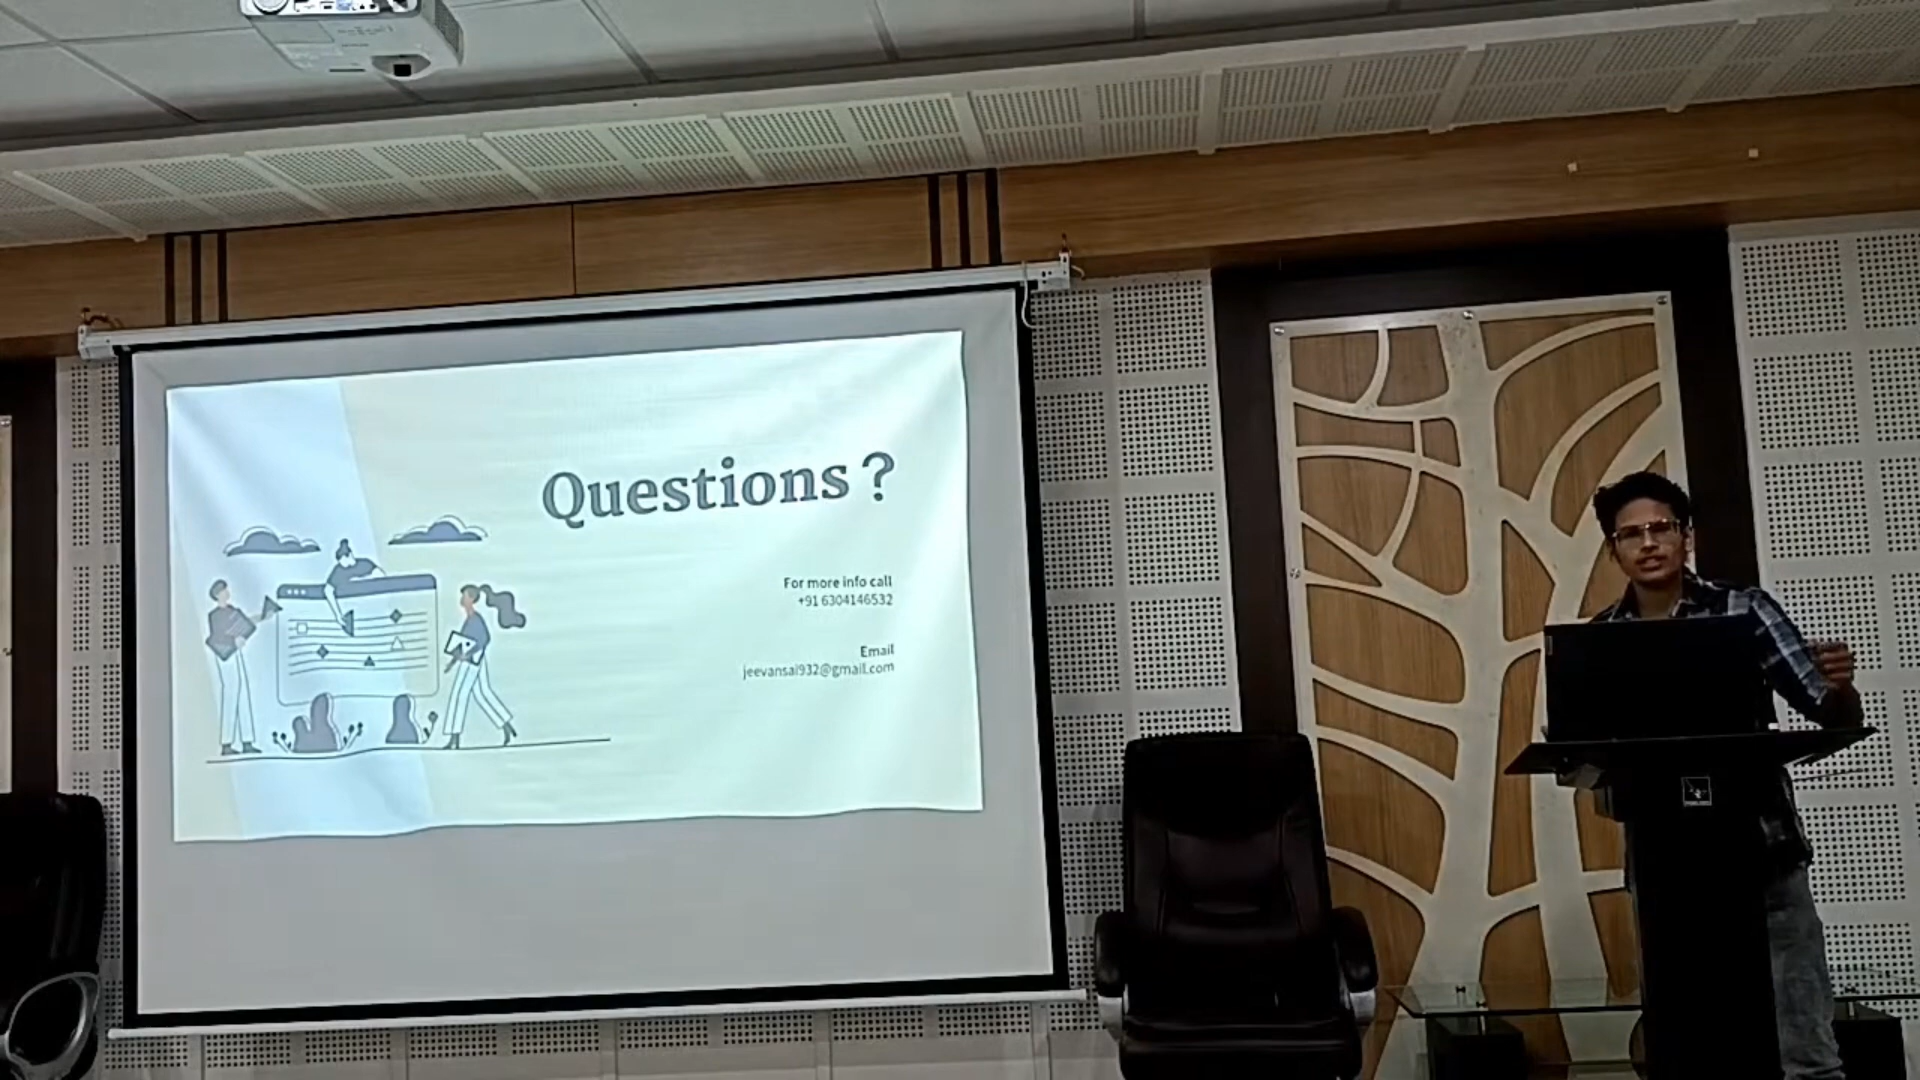 Questions ?
For more info call
+91 6304146532
Email
jeevansai932@gmail.com